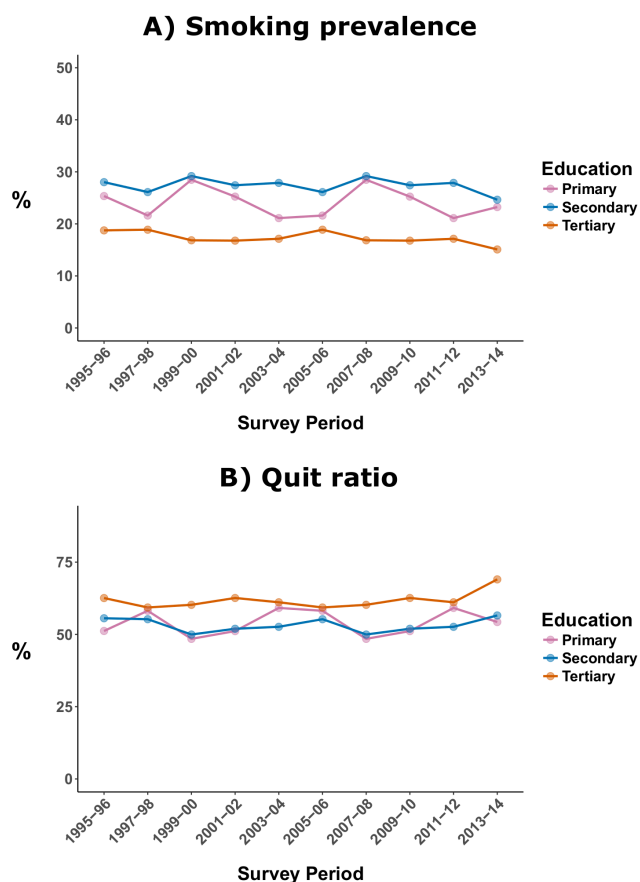 A) Smoking prevalence
50
40
30
20
10
0
%
Education
Primary
Secondary
Tertiary
1995–96
1997–98
1999–00
2001–02
2003–04
2005–06
2007–08
2009–10
2011–12
2013–14
Survey Period
B) Quit ratio
75
50
25
0
%
Education
Primary
Secondary
Tertiary
1995–96
1997–98
1999–00
2001–02
2003–04
2005–06
2007–08
2009–10
2011–12
2013–14
Survey Period